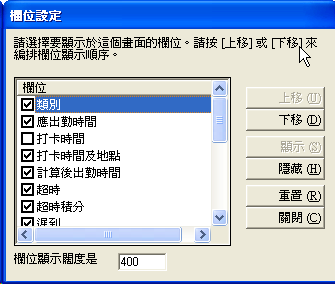 欄位設定
請選擇要顯示於這個畫面的欄位。請按 [上移] 或 [下移] 來
編排欄位顯示順序。
欄位
類別
應出勤時間
打卡時間
打卡時間及地點
計算後出勤時間
超時
超時積分
遲到
上移 (U)
下移 (D)
顯示 (S)
隱藏 (H)
重置 (R)
關閉 (C)
欄位顯示闊度是 400